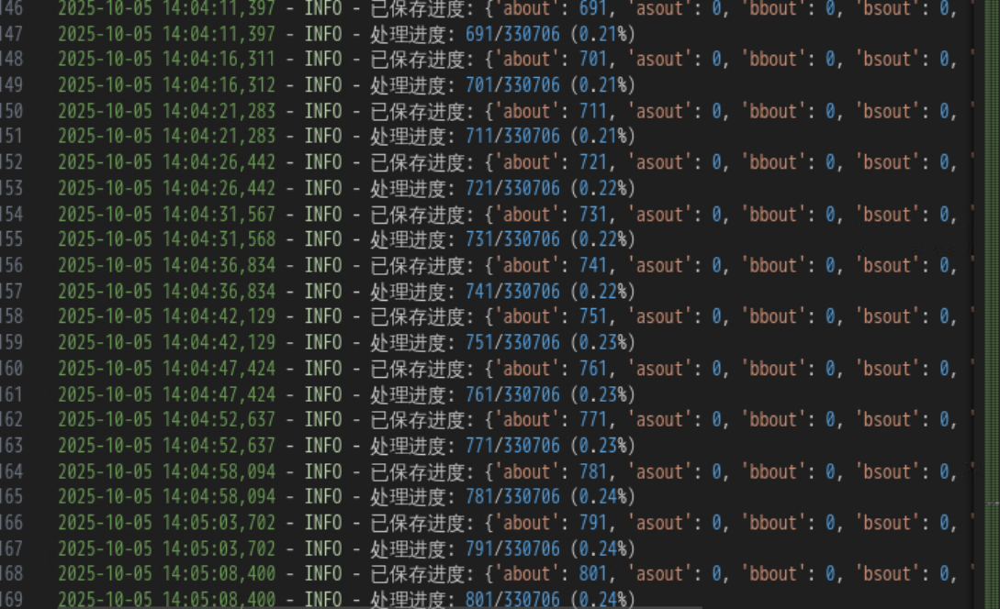 146 2025-10-05 14:04:11,397 - INFO - 已保存进度: {'about': 691, 'asout': 0, 'bbout': 0, 'bsout': 0, '
147 2025-10-05 14:04:11,397 - INFO - 处理进度: 691/330706 (0.21%)
148 2025-10-05 14:04:16,311 - INFO - 已保存进度: {'about': 701, 'asout': 0, 'bbout': 0, 'bsout': 0, '
149 2025-10-05 14:04:16,312 - INFO - 处理进度: 701/330706 (0.21%)
150 2025-10-05 14:04:21,283 - INFO - 已保存进度: {'about': 711, 'asout': 0, 'bbout': 0, 'bsout': 0, '
151 2025-10-05 14:04:21,283 - INFO - 处理进度: 711/330706 (0.21%)
152 2025-10-05 14:04:26,442 - INFO - 已保存进度: {'about': 721, 'asout': 0, 'bbout': 0, 'bsout': 0, '
153 2025-10-05 14:04:26,442 - INFO - 处理进度: 721/330706 (0.22%)
154 2025-10-05 14:04:31,567 - INFO - 已保存进度: {'about': 731, 'asout': 0, 'bbout': 0, 'bsout': 0, '
155 2025-10-05 14:04:31,568 - INFO - 处理进度: 731/330706 (0.22%)
156 2025-10-05 14:04:36,834 - INFO - 已保存进度: {'about': 741, 'asout': 0, 'bbout': 0, 'bsout': 0, '
157 2025-10-05 14:04:36,834 - INFO - 处理进度: 741/330706 (0.22%)
158 2025-10-05 14:04:42,129 - INFO - 已保存进度: {'about': 751, 'asout': 0, 'bbout': 0, 'bsout': 0, '
159 2025-10-05 14:04:42,129 - INFO - 处理进度: 751/330706 (0.23%)
160 2025-10-05 14:04:47,424 - INFO - 已保存进度: {'about': 761, 'asout': 0, 'bbout': 0, 'bsout': 0, '
161 2025-10-05 14:04:47,424 - INFO - 处理进度: 761/330706 (0.23%)
162 2025-10-05 14:04:52,637 - INFO - 已保存进度: {'about': 771, 'asout': 0, 'bbout': 0, 'bsout': 0, '
163 2025-10-05 14:04:52,637 - INFO - 处理进度: 771/330706 (0.23%)
164 2025-10-05 14:04:58,094 - INFO - 已保存进度: {'about': 781, 'asout': 0, 'bbout': 0, 'bsout': 0, '
165 2025-10-05 14:04:58,094 - INFO - 处理进度: 781/330706 (0.24%)
166 2025-10-05 14:05:03,702 - INFO - 已保存进度: {'about': 791, 'asout': 0, 'bbout': 0, 'bsout': 0, '
167 2025-10-05 14:05:03,702 - INFO - 处理进度: 791/330706 (0.24%)
168 2025-10-05 14:05:08,400 - INFO - 已保存进度: {'about': 801, 'asout': 0, 'bbout': 0, 'bsout': 0, '
169 2025-10-05 14:05:08,400 - INFO - 处理进度: 801/330706 (0.24%)